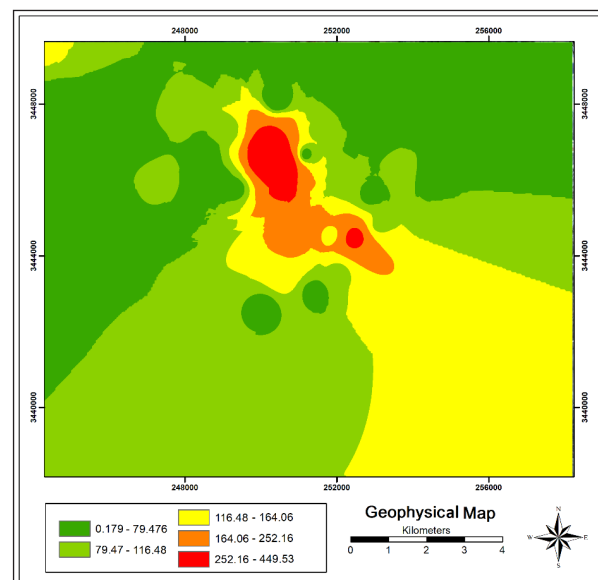 248000 252000 256000
3448000 3448000
3444000 3444000
3440000 3440000
248000 252000 256000
0.179 - 79.476
79.47 - 116.48
116.48 - 164.06
164.06 - 252.16
252.16 - 449.53
Geophysical Map
Kilometers
0 1 2 3 4
N
W E
S